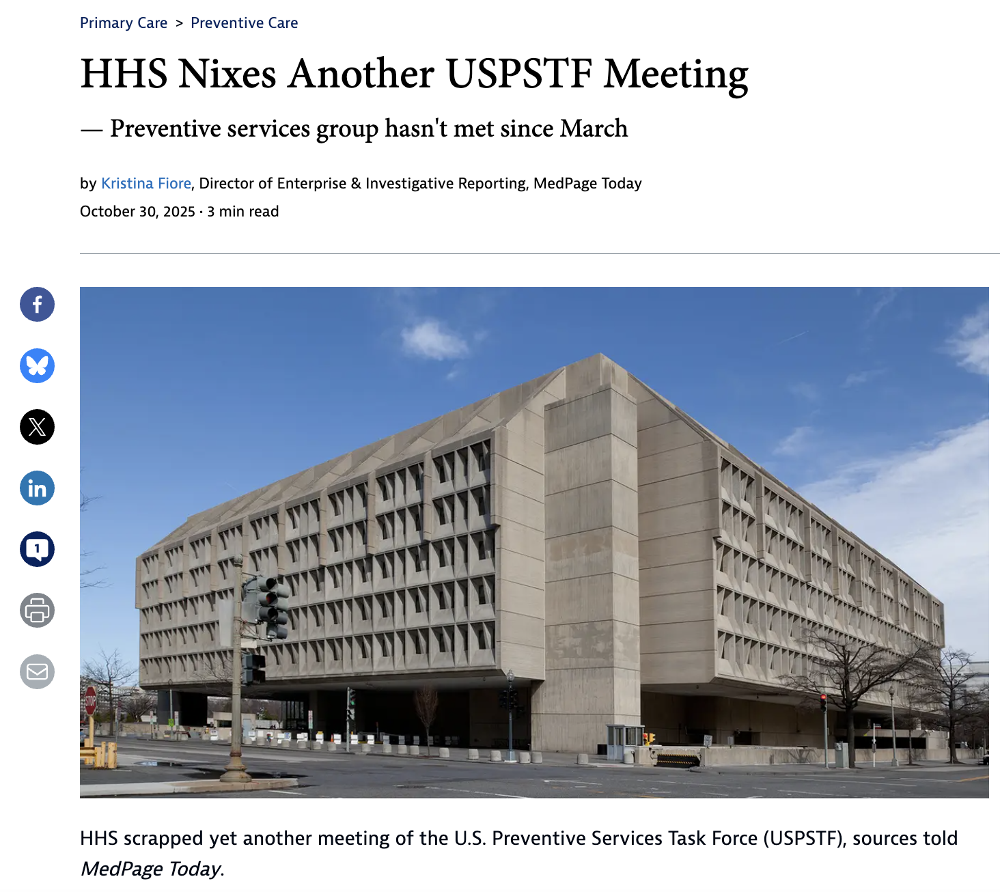 Primary Care > Preventive Care
HHS Nixes Another USPSTF Meeting
— Preventive services group hasn't met since March
by Kristina Fiore, Director of Enterprise & Investigative Reporting, MedPage Today
October 30, 2025 · 3 min read
f
X
in
1
STOP
HHS scrapped yet another meeting of the U.S. Preventive Services Task Force (USPSTF), sources told
MedPage Today.